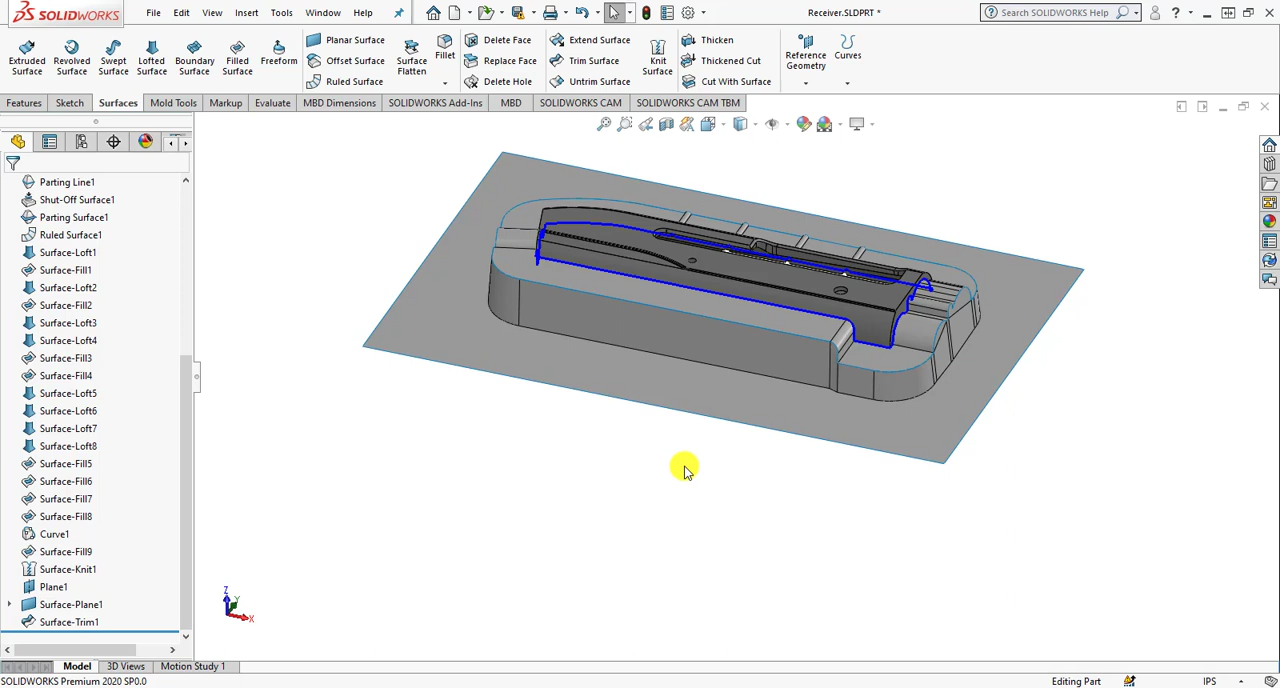 SOLIDWORKS File Edit View Insert Tools Window Help Receiver.SLDPRT * Search SOLIDWORKS Help ?
Extruded Surface
Revolved Surface
Swept Surface
Lofted Surface
Boundary Surface
Filled Surface
Freeform
Planar Surface
Offset Surface
Ruled Surface
Surface Flatten
Fillet
Delete Face
Replace Face
Delete Hole
Extend Surface
Trim Surface
Untrim Surface
Knit Surface
Thicken
Thickened Cut
Cut With Surface
Reference Geometry
Curves
Features Sketch Surfaces Mold Tools Markup Evaluate MBD Dimensions SOLIDWORKS Add-Ins MBD SOLIDWORKS CAM SOLIDWORKS CAM TBM
Parting Line1
Shut-Off Surface1
Parting Surface1
Ruled Surface1
Surface-Loft1
Surface-Fill1
Surface-Loft2
Surface-Fill2
Surface-Loft3
Surface-Loft4
Surface-Fill3
Surface-Fill4
Surface-Loft5
Surface-Loft6
Surface-Loft7
Surface-Loft8
Surface-Fill5
Surface-Fill6
Surface-Fill7
Surface-Fill8
Curve1
Surface-Fill9
Surface-Knit1
Plane1
Surface-Plane1
Surface-Trim1
Z
Y
X
Model 3D Views Motion Study 1
SOLIDWORKS Premium 2020 SP0.0 Editing Part IPS